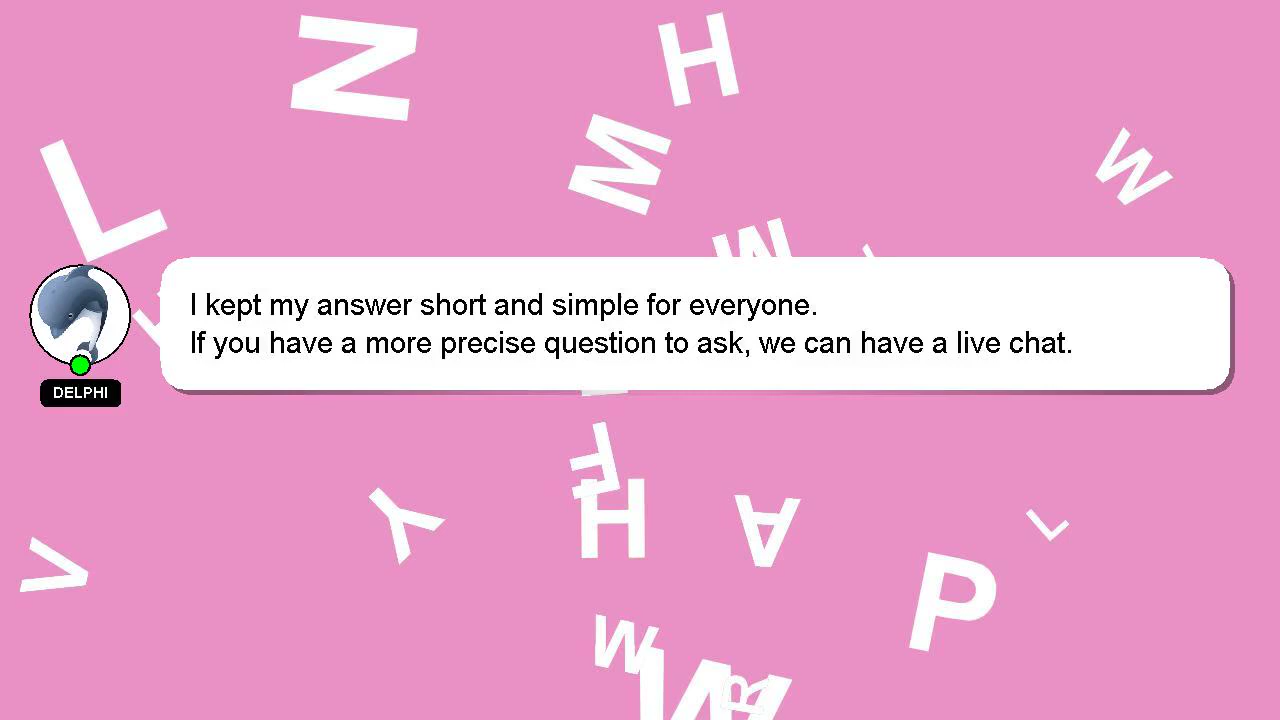 N
H
M
L
W
W
I kept my answer short and simple for everyone.
If you have a more precise question to ask, we can have a live chat.
DELPHI
F
H
A
Y
L
V
P
W
W
R